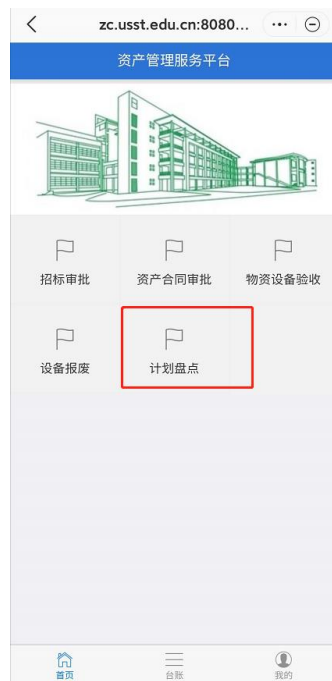 zc.usst.edu.cn:8080...
资产管理服务平台
招标审批
资产合同审批
物资设备验收
设备报废
计划盘点
首页
台账
我的